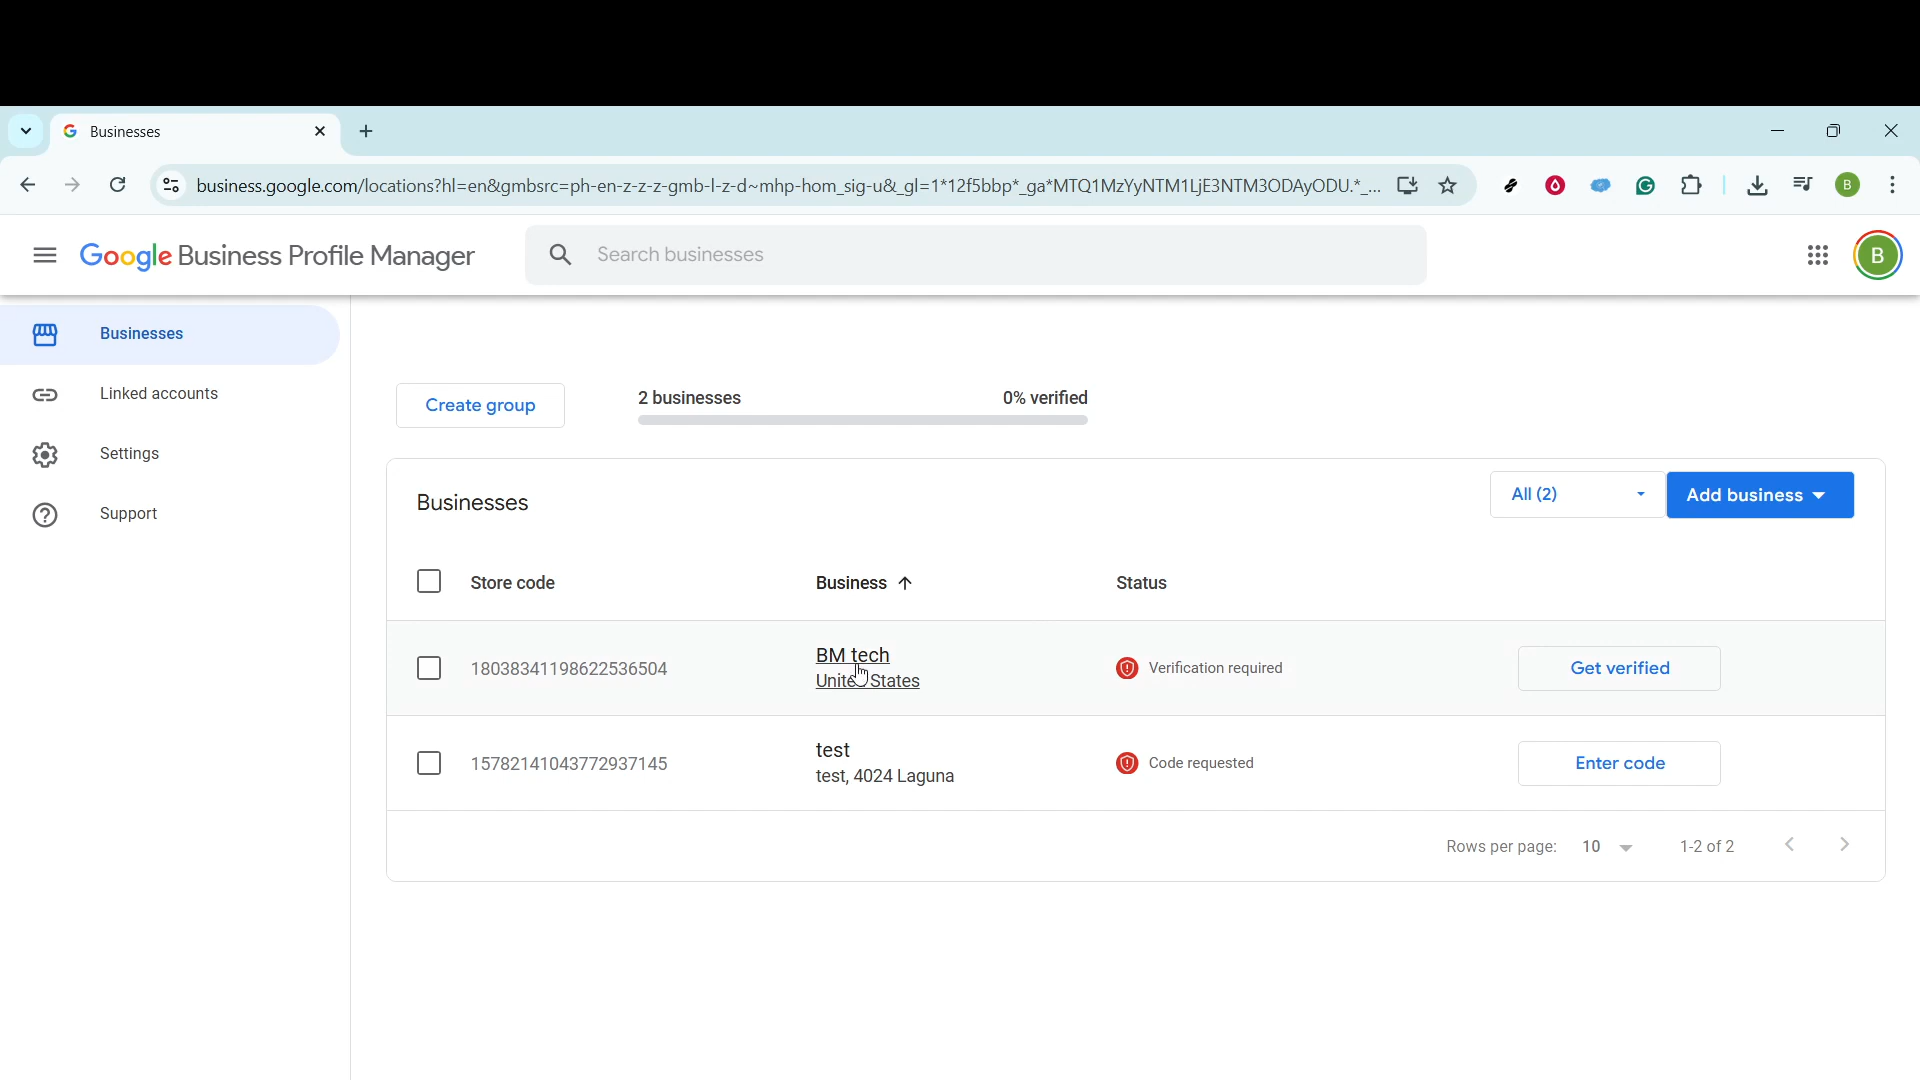 Businesses
business.google.com/locations?hl=en&gmbsrc=ph-en-z-z-z-gmb-l-z-d~mhp-hom_sig-u&_gl=1*12f5bbp*_ga*MTQ1MzYyNTM1LjE3NTM3ODAyODU.*_...
B
Google Business Profile Manager
Search businesses
B
Businesses
Linked accounts
Settings
Support
Create group
2 businesses
0% verified
Businesses
All (2)
Add business
Store code
Business
Status
18038341198622536504
BM tech
United States
Verification required
Get verified
15782141043772937145
test
test, 4024 Laguna
Code requested
Enter code
Rows per page:
10
1-2 of 2